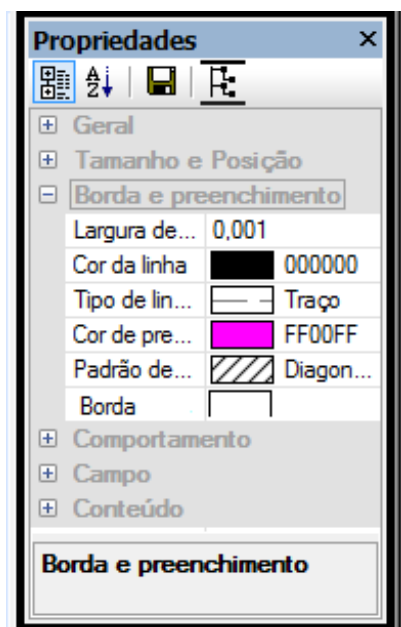 Propriedades
Geral
Tamanho e Posição
Borda e preenchimento
Largura de... 0,001
Cor da linha 000000
Tipo de lin... Traço
Cor de pre... FF00FF
Padrão de... Diagon...
Borda
Comportamento
Campo
Conteúdo
Borda e preenchimento